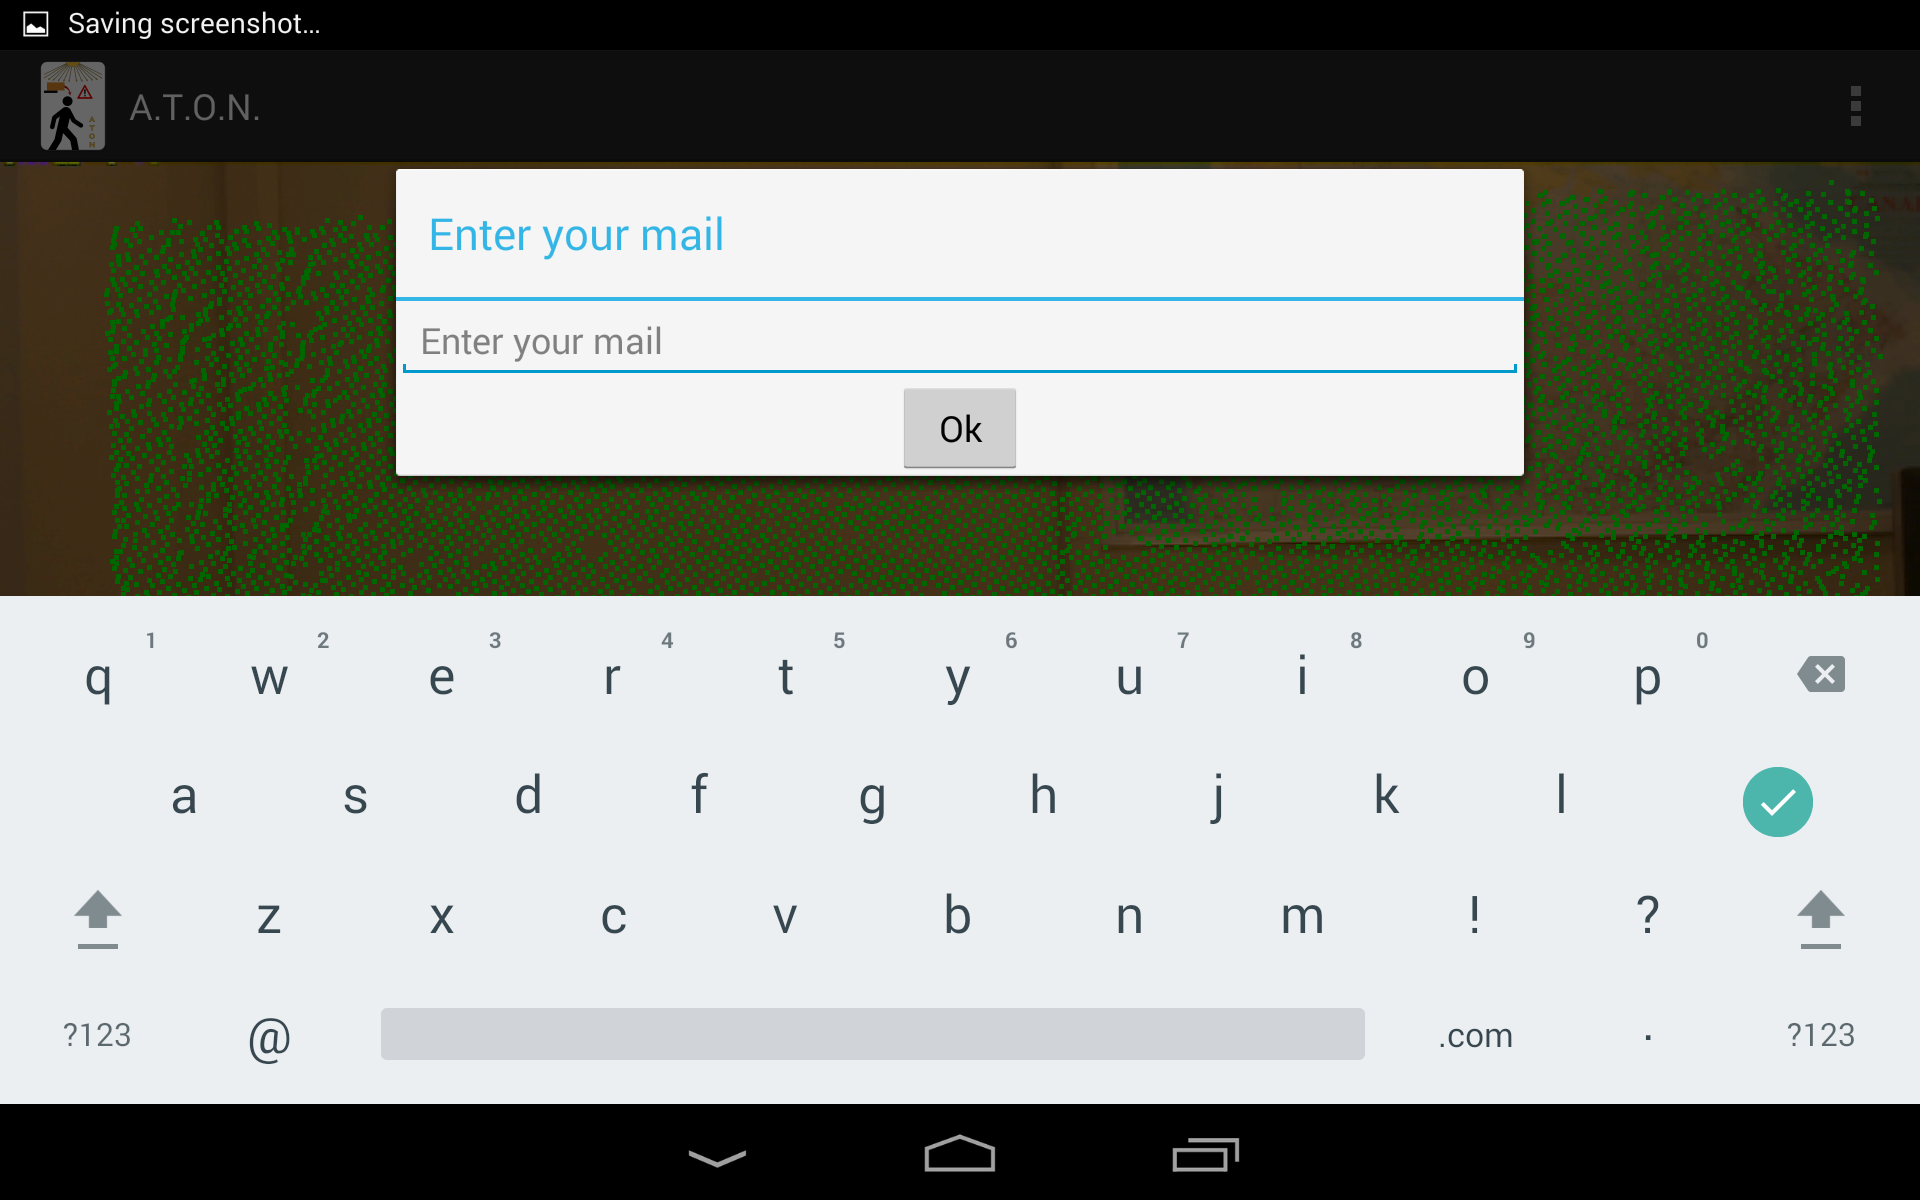 Saving screenshot...
A.T.O.N.
Enter your mail
Enter your mail
Ok
1 2 3 4 5 6 7 8 9 0
q w e r t y u i o p
a s d f g h j k l
z x c v b n m ! ?
?123 @ .com . ?123